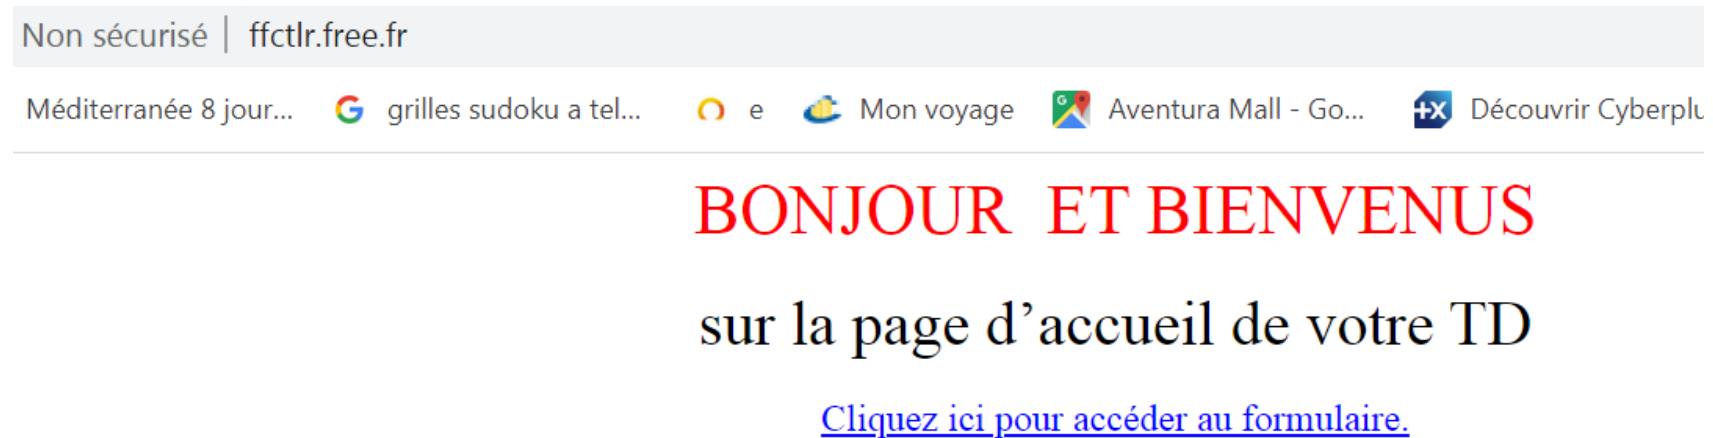 Non sécurisé | ffctlr.free.fr
Méditerranée 8 jour... grilles sudoku a tel... e Mon voyage Aventura Mall - Go... Découvrir Cyberplu
BONJOUR ET BIENVENUS
sur la page d’accueil de votre TD
Cliquez ici pour accéder au formulaire.